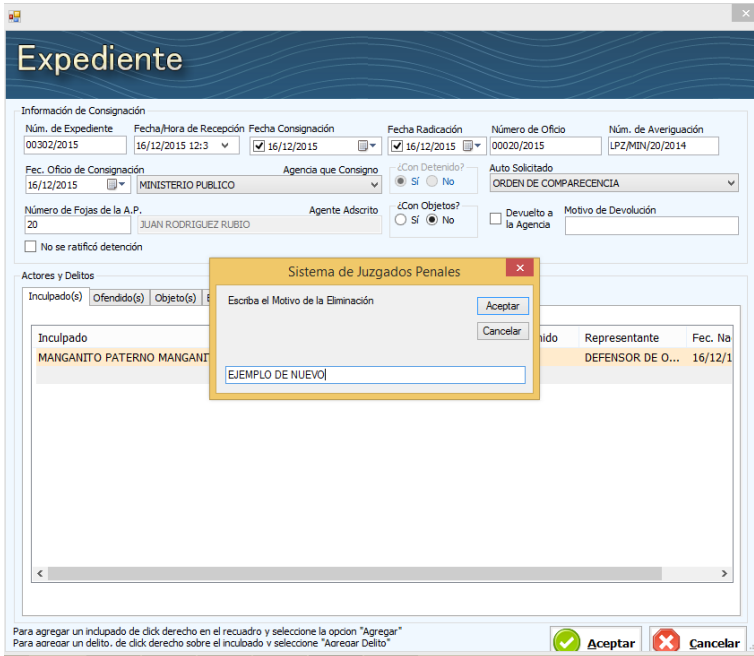 Expediente
Información de Consignación
Núm. de Expediente Fecha/Hora de Recepción Fecha Consignación Fecha Radicación Número de Oficio Núm. de Averiguación
00302/2015 16/12/2015 12:3 16/12/2015 16/12/2015 00020/2015 LPZ/MIN/20/2014
Fec. Oficio de Consignación Agencia que Consigno ¿Con Detenido? Auto Solicitado
16/12/2015 MINISTERIO PUBLICO Sí No ORDEN DE COMPARECENCIA
Número de Fojas de la A.P. Agente Adscrito ¿Con Objetos? Devuelto a la Agencia Motivo de Devolución
20 JUAN RODRIGUEZ RUBIO Sí No
No se ratificó detención
Actores y Delitos
Inculpado(s) Ofendido(s) Objeto(s)
Sistema de Juzgados Penales
Escriba el Motivo de la Eliminación
Aceptar
Cancelar
EJEMPLO DE NUEVO
Inculpado nido Representante Fec. Na
MANGANITO PATERNO MANGANIT DEFENSOR DE O... 16/12/1
Para agregar un inclupado de click derecho en el recuadro y seleccione la opcion "Agregar"
Para agregar un delito, de click derecho sobre el inculpado y seleccione "Agregar Delito"
Aceptar Cancelar